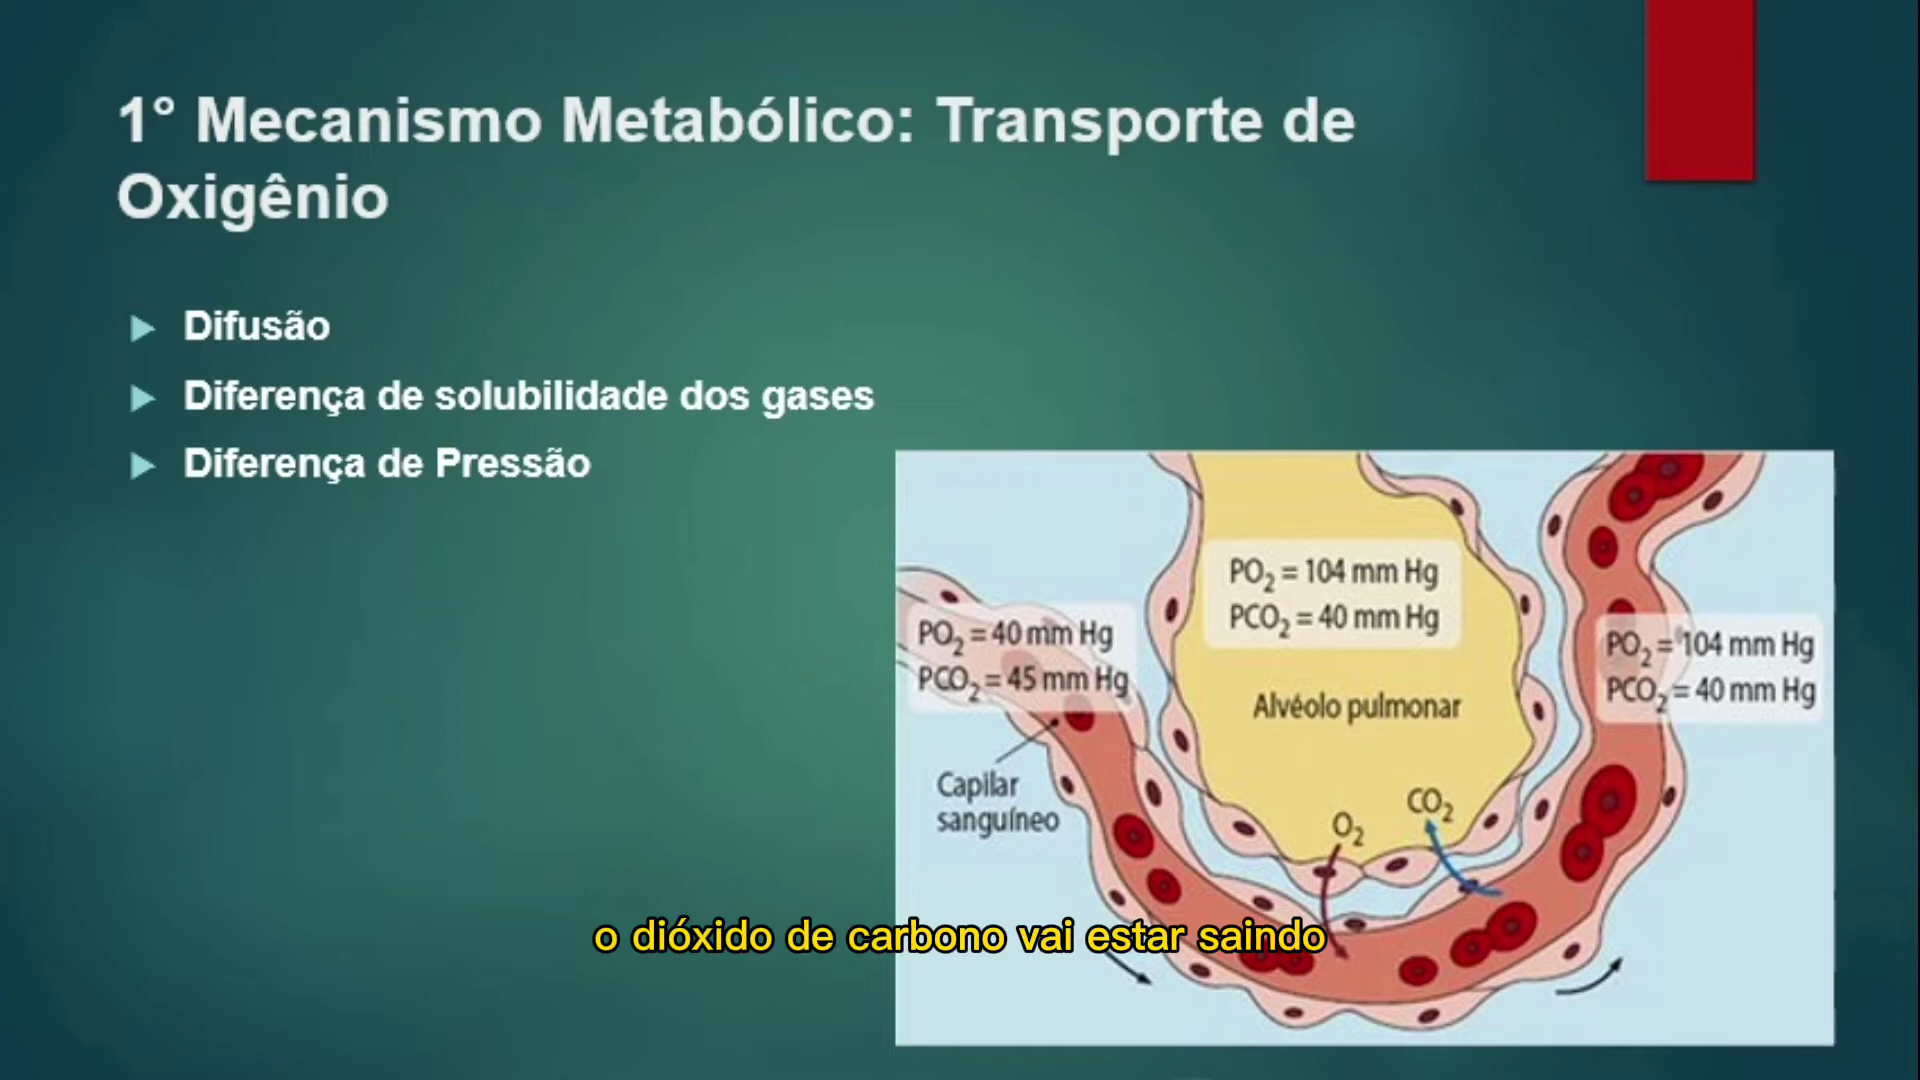 1° Mecanismo Metabólico: Transporte de
Oxigênio
Difusão
Diferença de solubilidade dos gases
Diferença de Pressão
PO₂ = 104 mm Hg
PCO₂ = 40 mm Hg
PO₂ = 40 mm Hg
PCO₂ = 45 mm Hg
PO₂ = 104 mm Hg
PCO₂ = 40 mm Hg
Alvéolo pulmonar
Capilar
sanguíneo
O₂
CO₂
o dióxido de carbono vai estar saindo